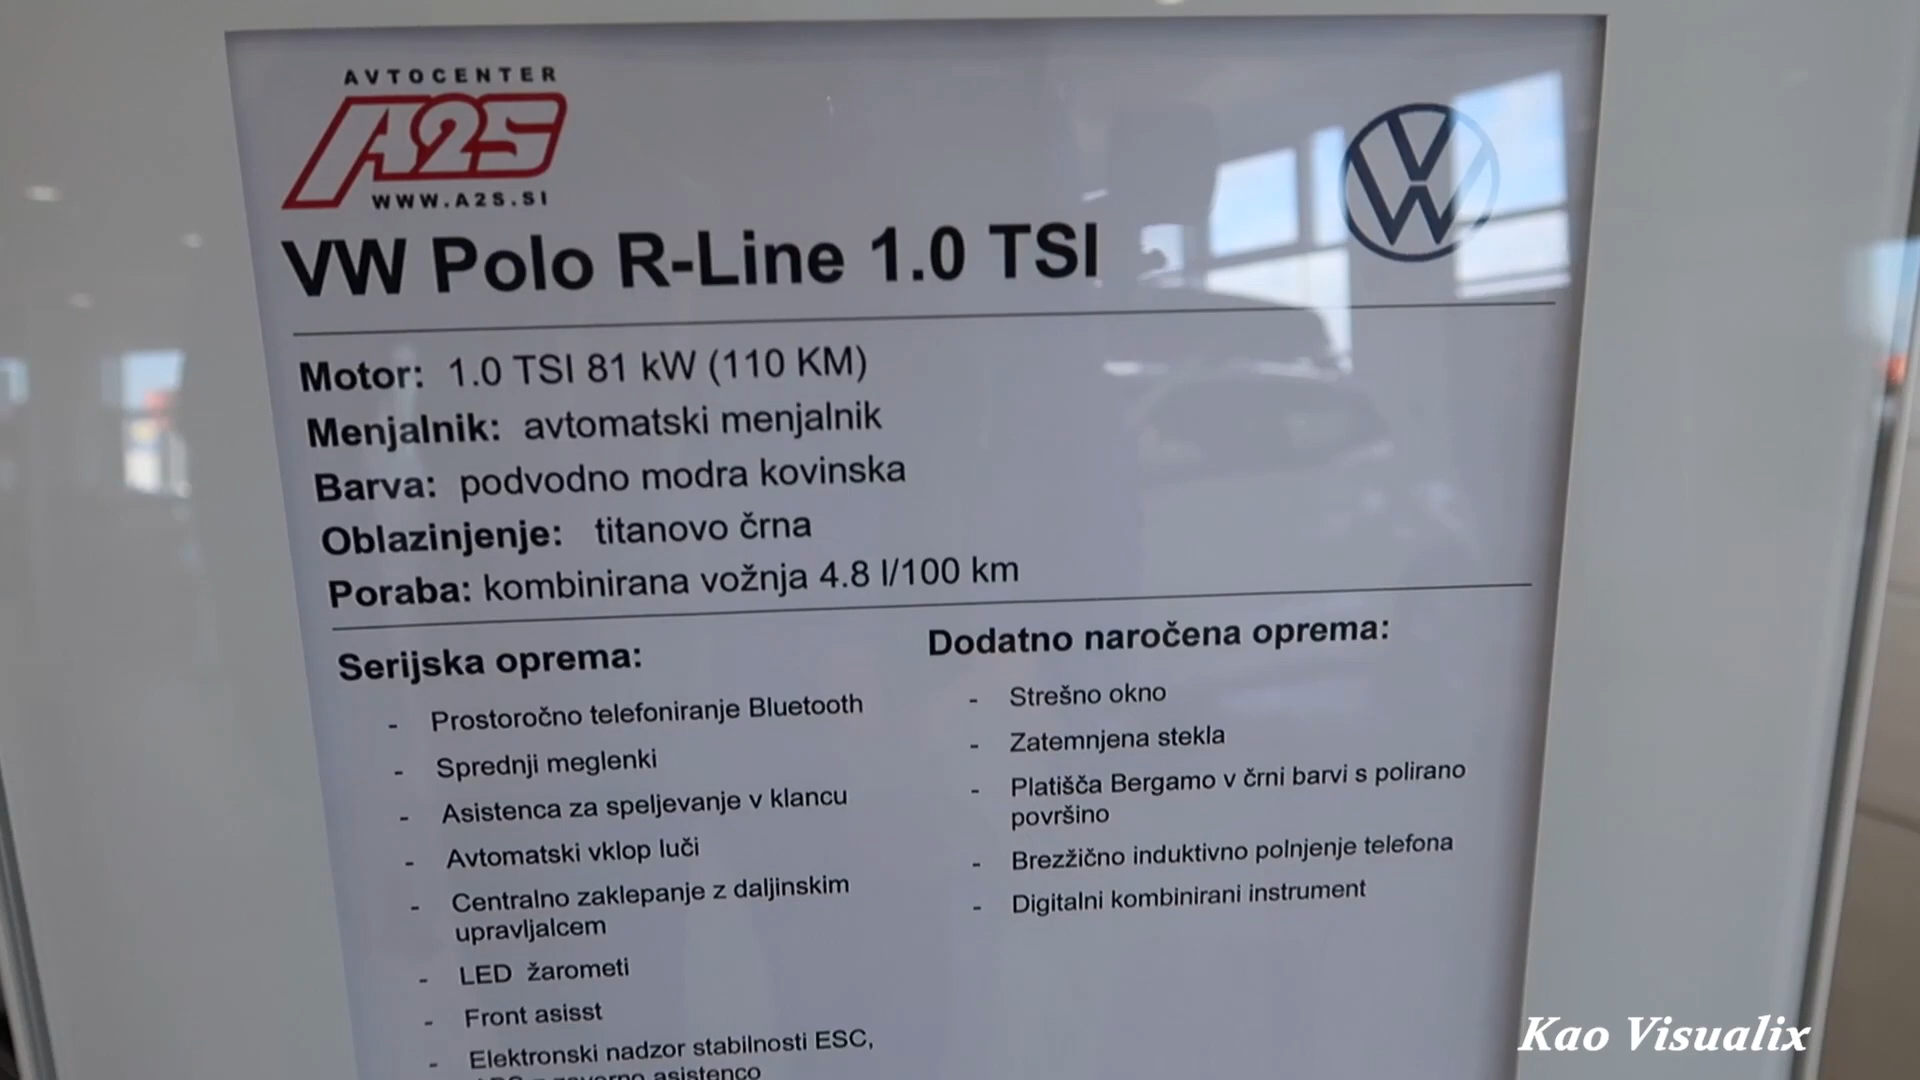 AVTOCENTER
A2S
WWW.A2S.SI
VW Polo R-Line 1.0 TSI
Motor: 1.0 TSI 81 kW (110 KM)
Menjalnik: avtomatski menjalnik
Barva: podvodno modra kovinska
Oblazinjenje: titanovo črna
Poraba: kombinirana vožnja 4.8 l/100 km
Serijska oprema:
- Prostoročno telefoniranje Bluetooth
- Sprednji meglenki
- Asistenca za speljevanje v klancu
- Avtomatski vklop luči
- Centralno zaklepanje z daljinskim
upravljalcem
- LED žarometi
- Front asisst
- Elektronski nadzor stabilnosti ESC,
asistenco
Dodatno naročena oprema:
- Strešno okno
- Zatemnjena stekla
- Platišča Bergamo v črni barvi s polirano
površino
- Brezžično induktivno polnjenje telefona
- Digitalni kombinirani instrument
Kao Visualix